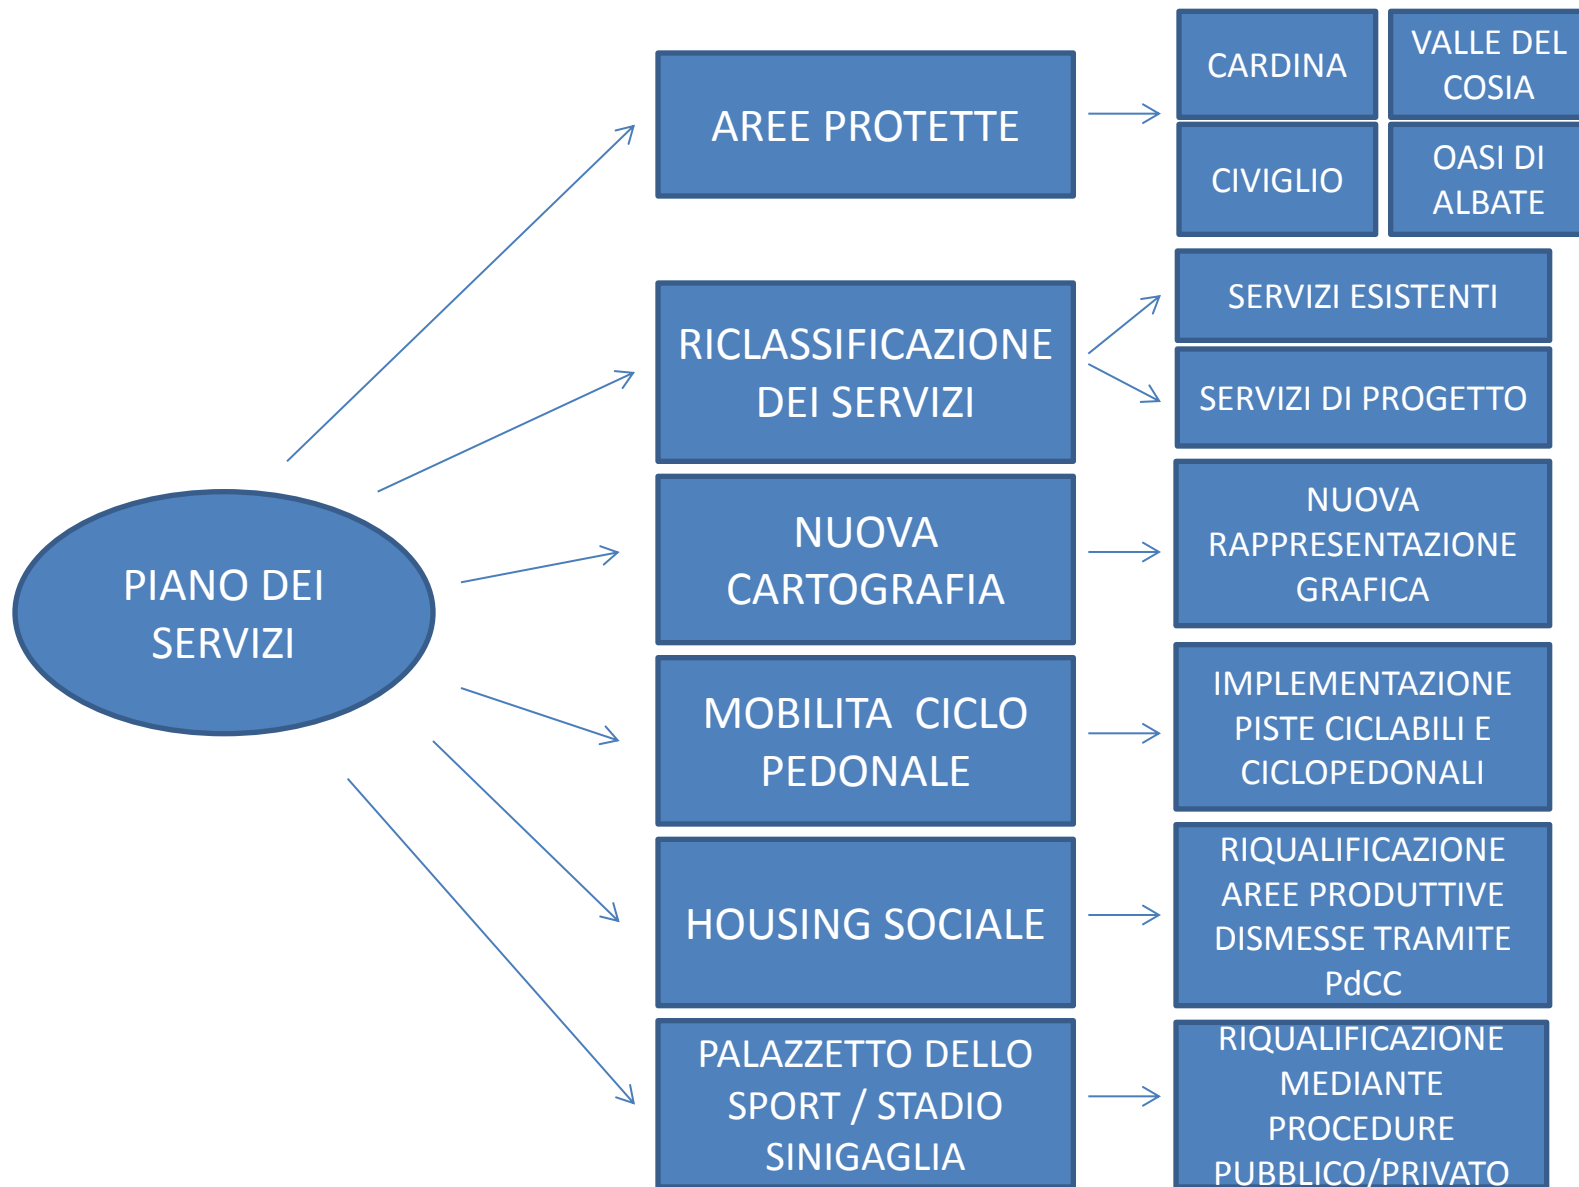 PIANO DEI
SERVIZI
AREE PROTETTE
CARDINA
VALLE DEL
COSIA
CIVIGLIO
OASI DI
ALBATE
RICLASSIFICAZIONE
DEI SERVIZI
SERVIZI ESISTENTI
SERVIZI DI PROGETTO
NUOVA
CARTOGRAFIA
NUOVA
RAPPRESENTAZIONE
GRAFICA
MOBILITA CICLO
PEDONALE
IMPLEMENTAZIONE
PISTE CICLABILI E
CICLOPEDONALI
HOUSING SOCIALE
RIQUALIFICAZIONE
AREE PRODUTTIVE
DISMESSE TRAMITE
PdCC
PALAZZETTO DELLO
SPORT / STADIO
SINIGAGLIA
RIQUALIFICAZIONE
MEDIANTE
PROCEDURE
PUBBLICO/PRIVATO